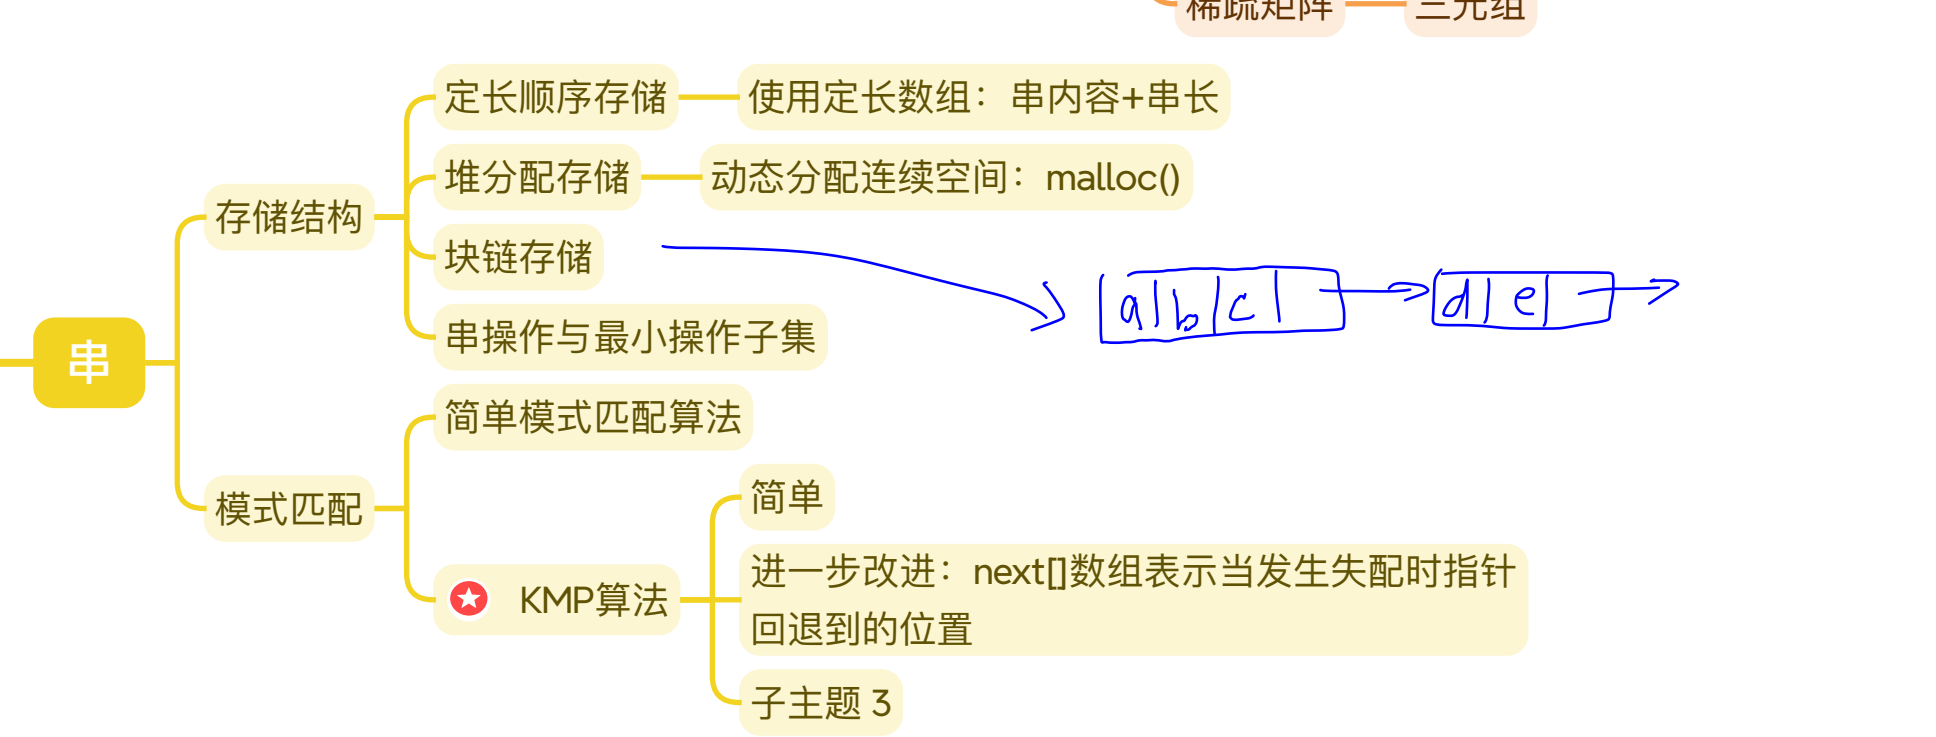 稀疏矩阵
三元组
定长顺序存储
使用定长数组：串内容+串长
堆分配存储
动态分配连续空间：malloc()
存储结构
块链存储
a|b|c|
d|e|
串操作与最小操作子集
串
简单模式匹配算法
简单
模式匹配
进一步改进：next[]数组表示当发生失配时指针
回退到的位置
KMP算法
子主题 3